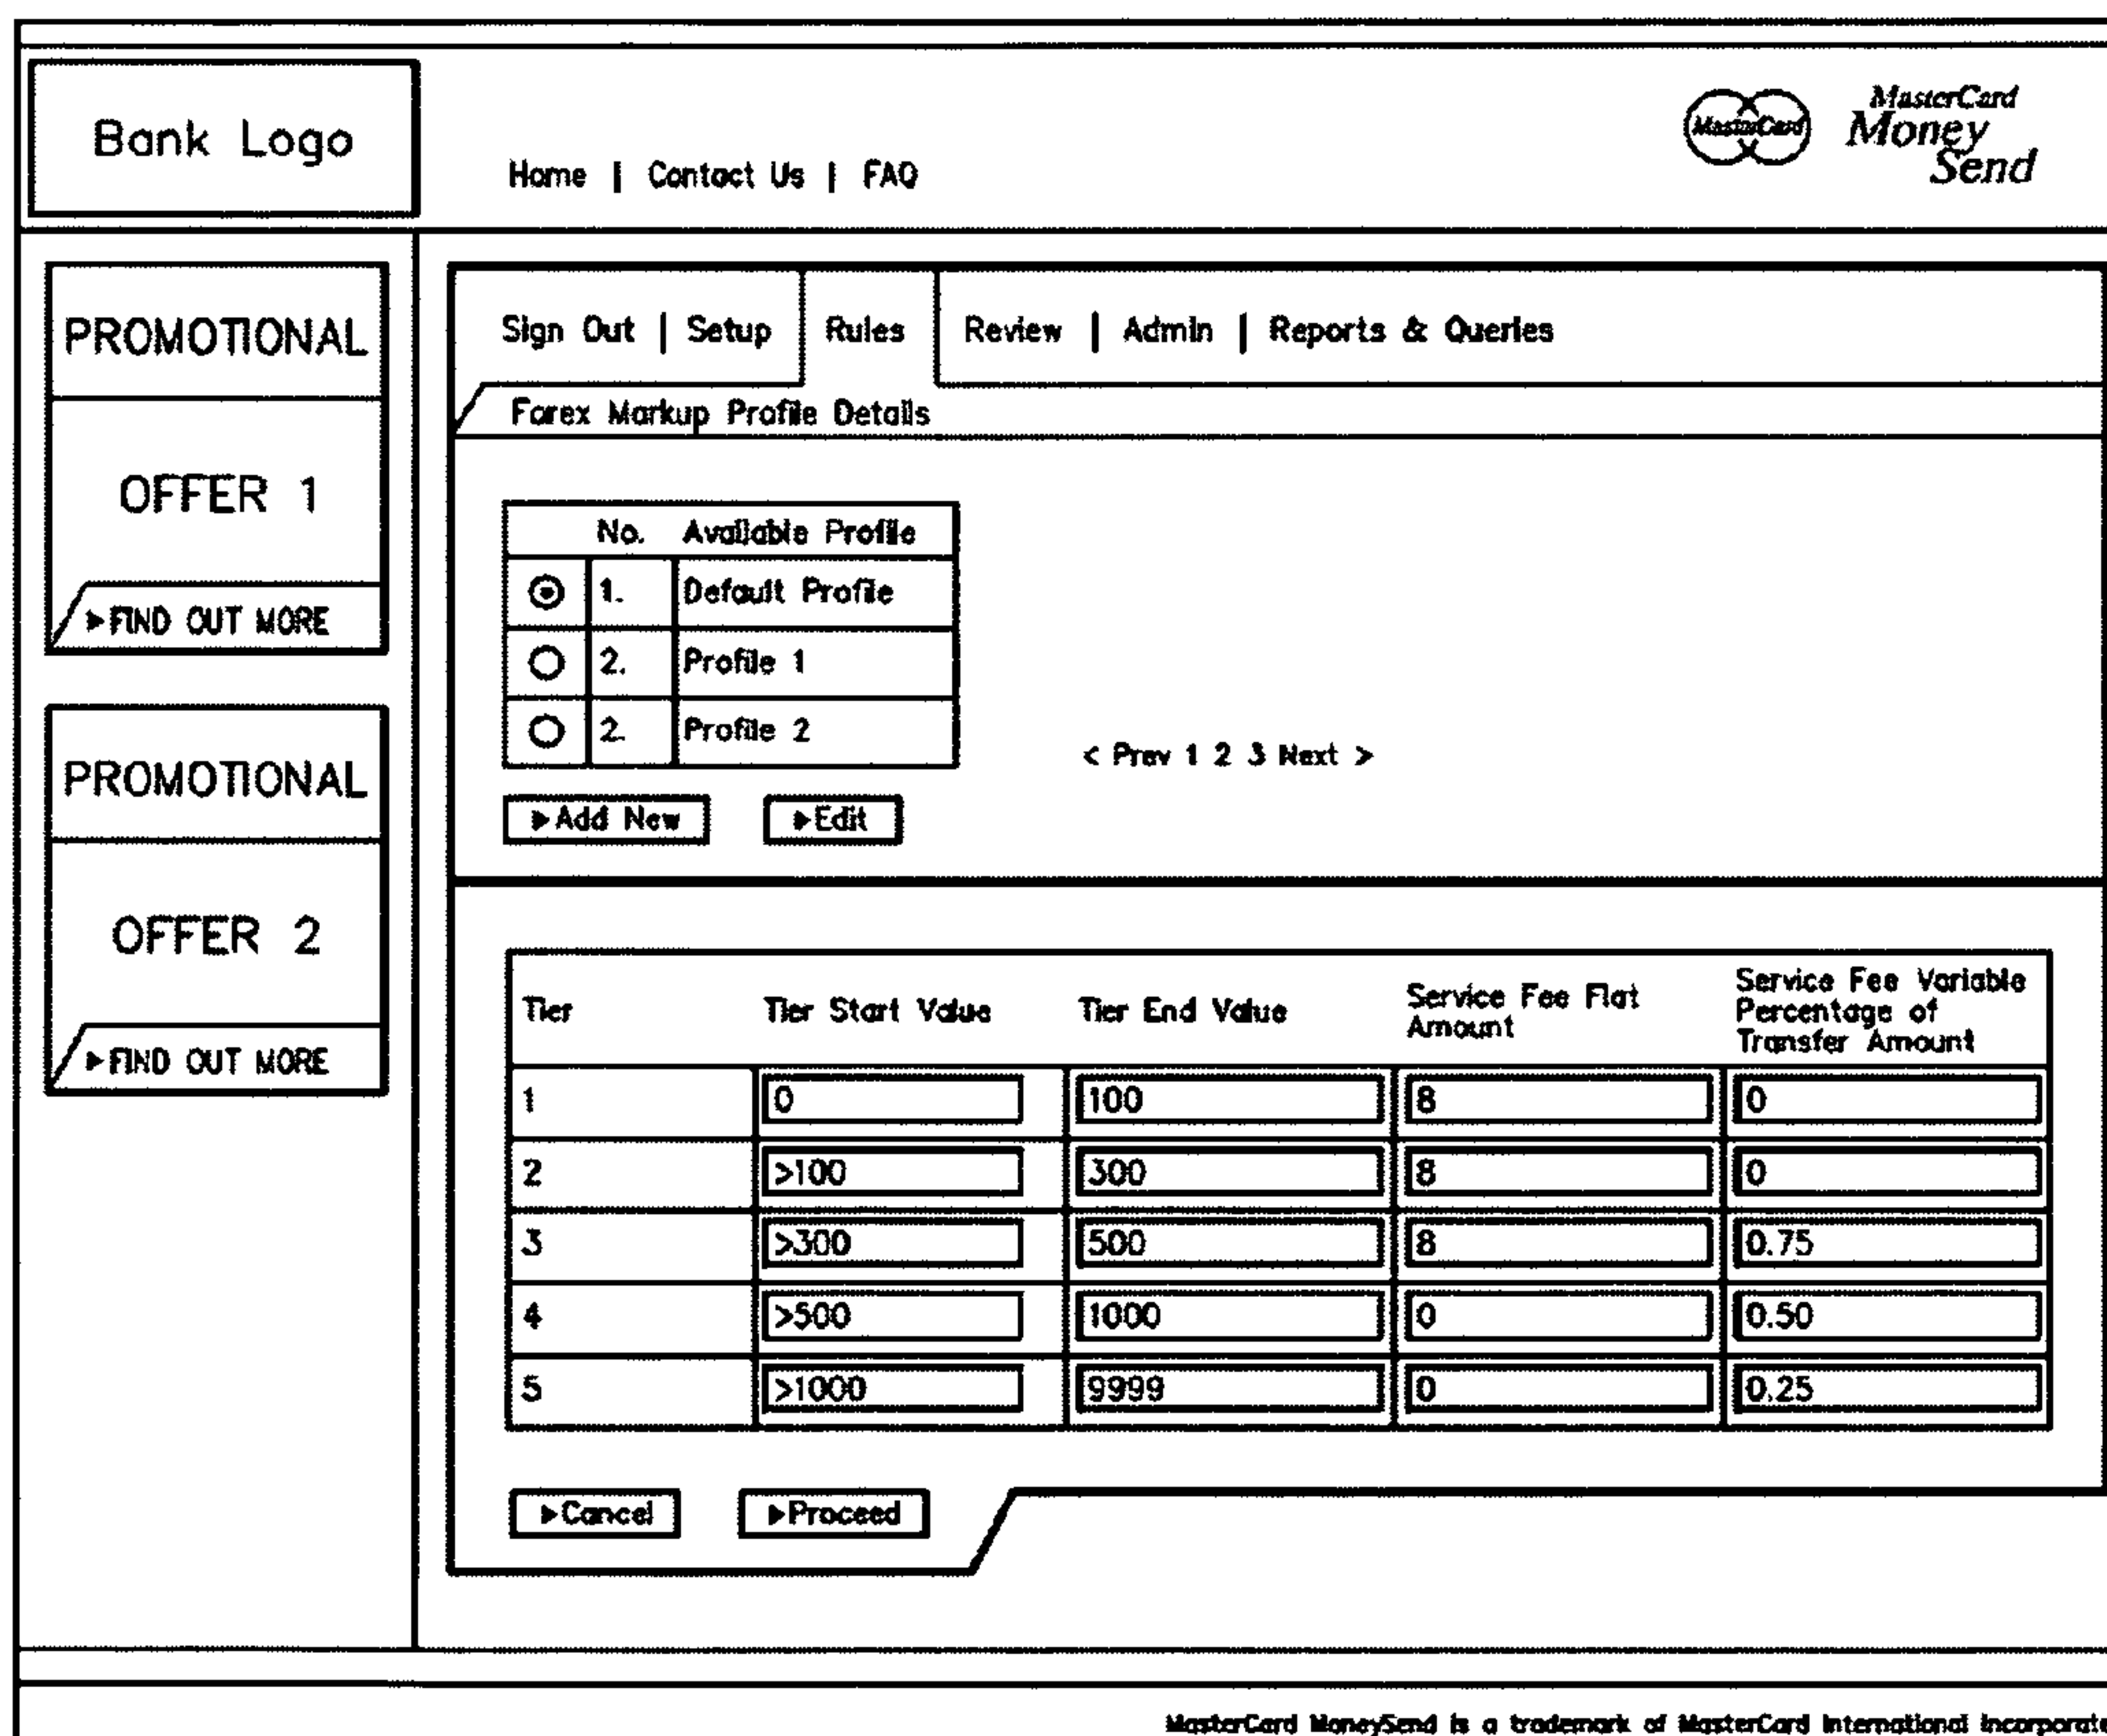 Bank Logo
Home | Contact Us | FAQ
MasterCard
MasterCard
Money
Send
PROMOTIONAL
OFFER 1
▶FIND OUT MORE
PROMOTIONAL
OFFER 2
▶FIND OUT MORE
Sign Out | Setup Rules Review | Admin | Reports & Queries
Forex Markup Profile Details
No. Available Profile
1. Default Profile
2. Profile 1
2. Profile 2
< Prev 1 2 3 Next >
▶Add New ▶Edit
Tier Tier Start Value Tier End Value Service Fee Flat Amount Service Fee Variable Percentage of Transfer Amount
1 0 100 8 0
2 >100 300 8 0
3 >300 500 8 0.75
4 >500 1000 0 0.50
5 >1000 9999 0 0.25
▶Cancel ▶Proceed
MasterCard MoneySend is a trademark of MasterCard International Incorporate